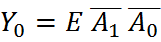 Y₀ = E A̅₁ A̅₀